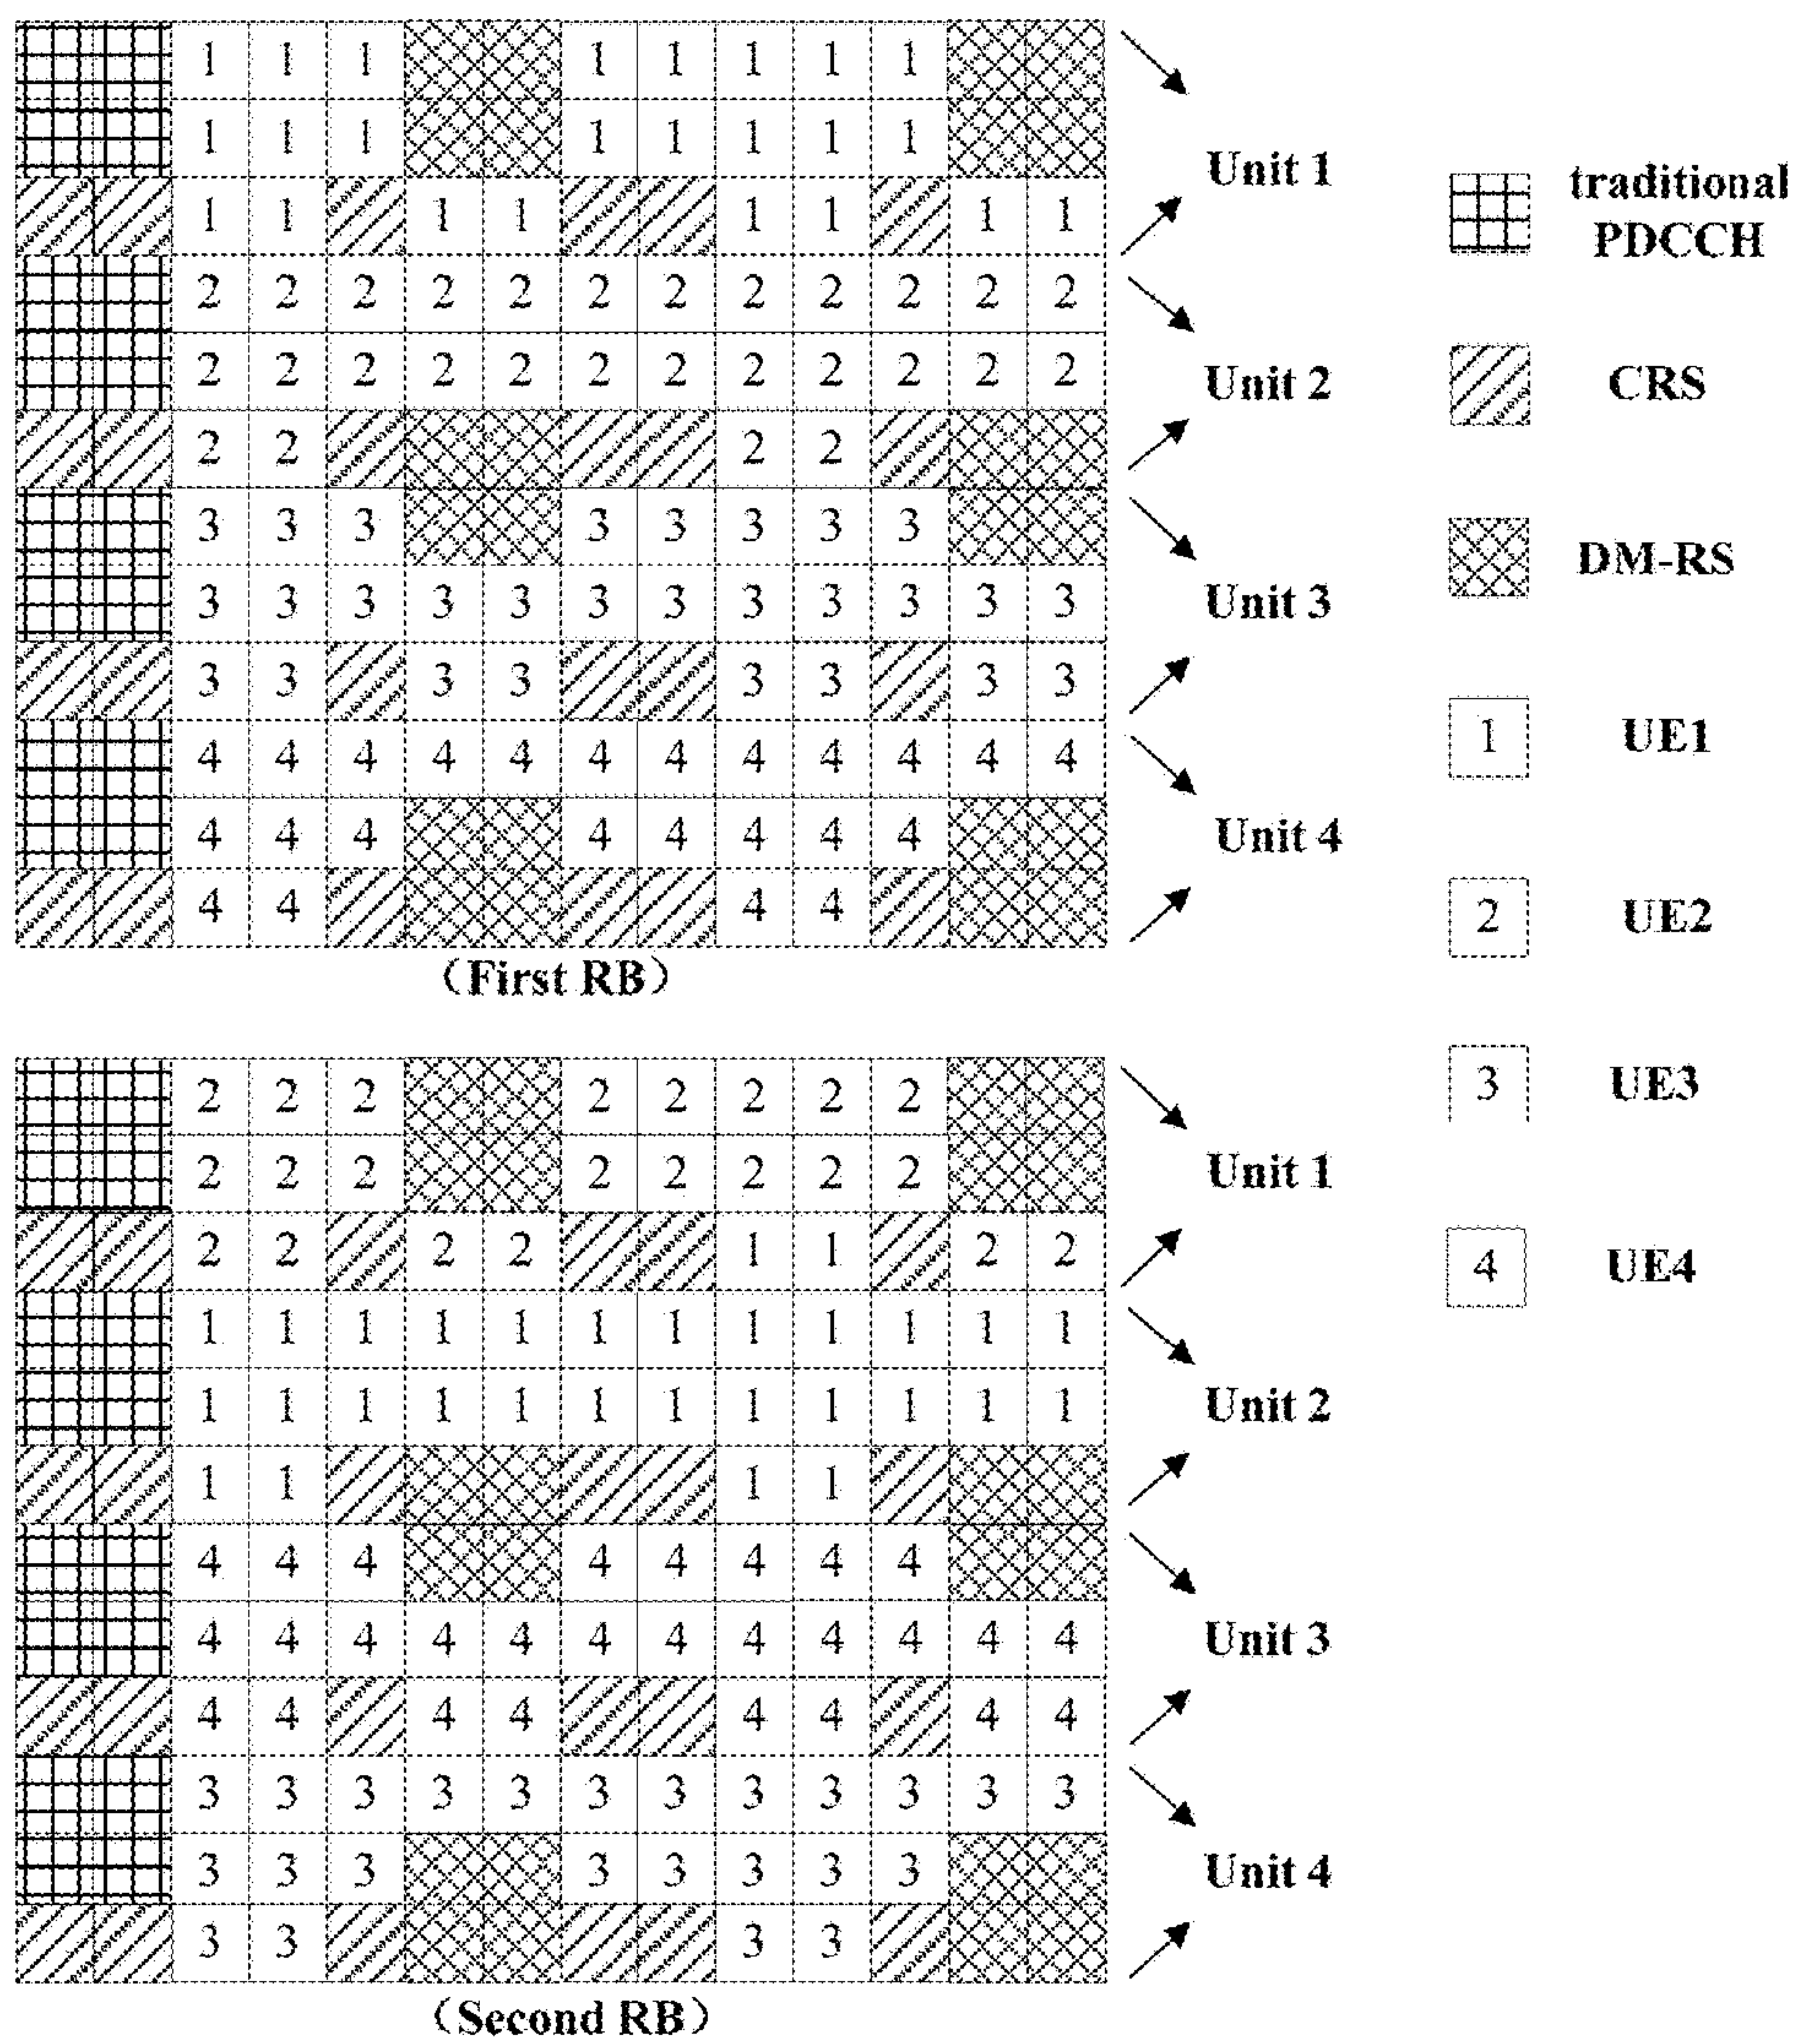 1 1 1 1 1 1 1 1
1 1 1 1 1 1 1 1
1 1 1 1 1 1 1 1
Unit 1
2 2 2 2 2 2 2 2 2 2 2 2
2 2 2 2 2 2 2 2 2 2 2 2
2 2 2 2
Unit 2
3 3 3 3 3 3 3 3
3 3 3 3 3 3 3 3 3 3 3 3
3 3 3 3 3 3 3 3
Unit 3
4 4 4 4 4 4 4 4 4 4 4 4
4 4 4 4 4 4 4 4
4 4 4 4
Unit 4
(First RB)
2 2 2 2 2 2 2 2
2 2 2 2 2 2 2 2
2 2 2 2 1 1 2 2
Unit 1
1 1 1 1 1 1 1 1 1 1 1 1
1 1 1 1 1 1 1 1 1 1 1 1
1 1 1 1
Unit 2
4 4 4 4 4 4 4 4
4 4 4 4 4 4 4 4 4 4 4 4
4 4 4 4 4 4 4 4
Unit 3
3 3 3 3 3 3 3 3 3 3 3 3
3 3 3 3 3 3 3 3
3 3 3 3
Unit 4
(Second RB)
traditional
PDCCH
CRS
DM-RS
1 UE1
2 UE2
3 UE3
4 UE4